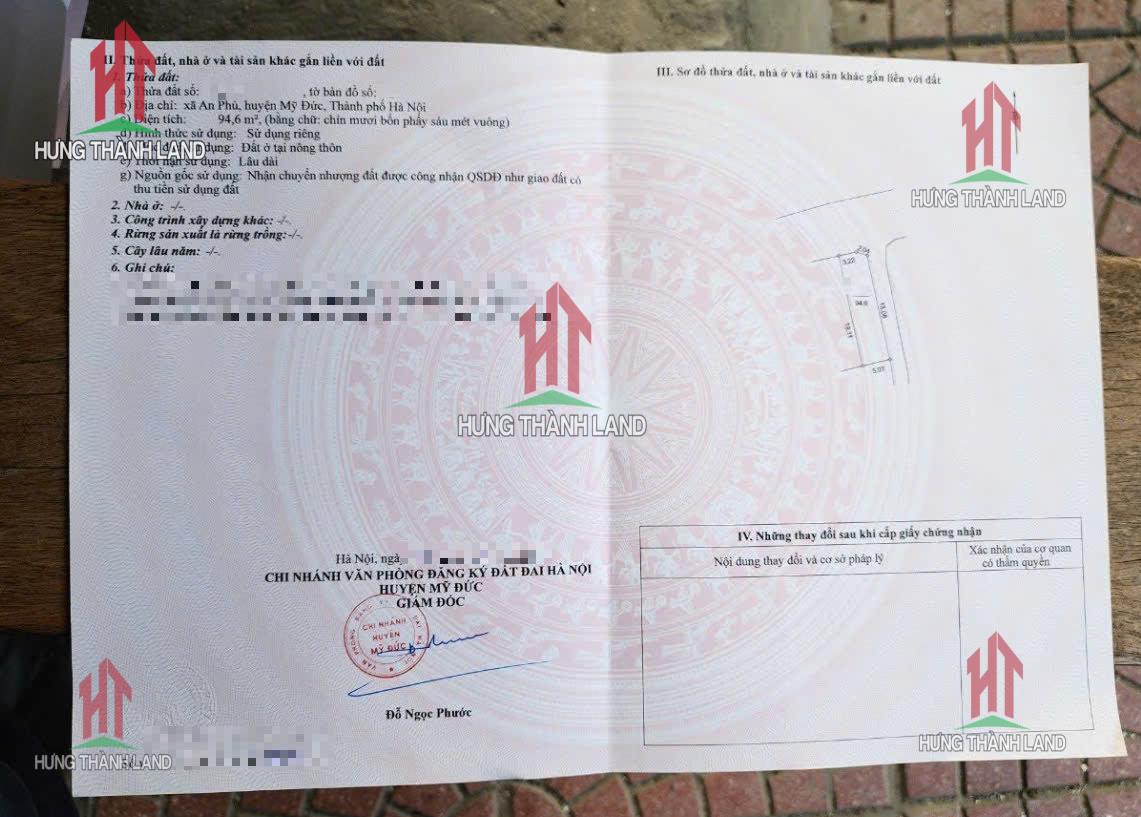 II. Thửa đất, nhà ở và tài sản khác gắn liền với đất
1. Thửa đất:
a) Thửa đất số: , tờ bản đồ số:
b) Địa chỉ: xã An Phú, huyện Mỹ Đức, Thành phố Hà Nội
c) Diện tích: 94,6 m², (bằng chữ: chín mươi bốn phẩy sáu mét vuông)
d) Hình thức sử dụng: Sử dụng riêng
dụng: Đất ở tại nông thôn
e) Thời hạn sử dụng: Lâu dài
g) Nguồn gốc sử dụng: Nhận chuyển nhượng đất được công nhận QSDĐ như giao đất có
thu tiền sử dụng đất
2. Nhà ở: -/-.
3. Công trình xây dựng khác: -/-.
4. Rừng sản xuất là rừng trồng: -/-.
5. Cây lâu năm: -/-.
6. Ghi chú:
Hà Nội, ngà
CHI NHÁNH VĂN PHÒNG ĐĂNG KÝ ĐẤT ĐAI HÀ NỘI
HUYỆN MỸ ĐỨC
GIÁM ĐỐC
CHI NHÁNH
HUYỆN
MỸ ĐỨC
Đỗ Ngọc Phước
III. Sơ đồ thửa đất, nhà ở và tài sản khác gắn liền với đất
3,22
94.6
5,03
IV. Những thay đổi sau khi cấp giấy chứng nhận
Nội dung thay đổi và cơ sở pháp lý
Xác nhận của cơ quan
có thẩm quyền
HT
HƯNG THÀNH LAND
HT
HƯNG THÀNH LAND
HT
HƯNG THÀNH LAND
HT
HƯNG THÀNH LAND
HT
HƯNG THÀNH LAND